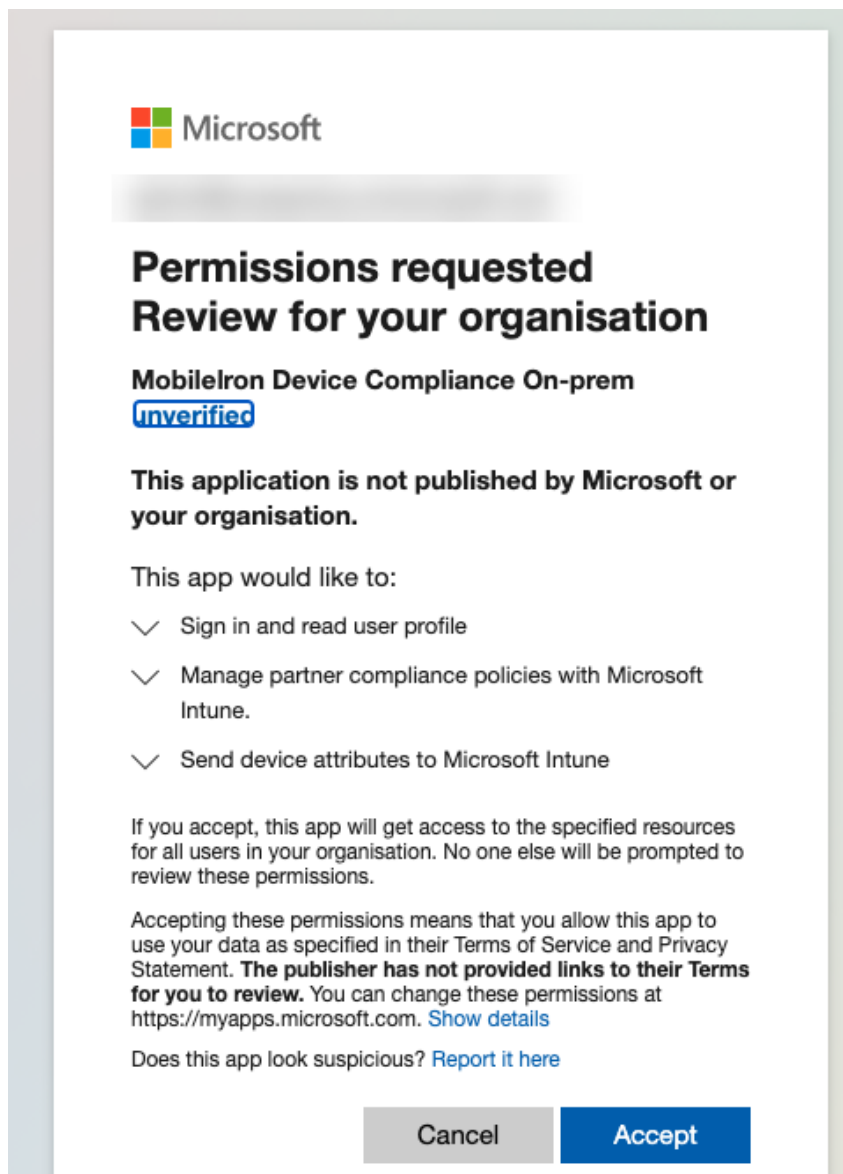 Microsoft
Permissions requested
Review for your organisation
MobileIron Device Compliance On-prem
unverified
This application is not published by Microsoft or
your organisation.
This app would like to:
Sign in and read user profile
Manage partner compliance policies with Microsoft
Intune.
Send device attributes to Microsoft Intune
If you accept, this app will get access to the specified resources
for all users in your organisation. No one else will be prompted to
review these permissions.
Accepting these permissions means that you allow this app to
use your data as specified in their Terms of Service and Privacy
Statement. The publisher has not provided links to their Terms
for you to review. You can change these permissions at
https://myapps.microsoft.com. Show details
Does this app look suspicious? Report it here
Cancel Accept